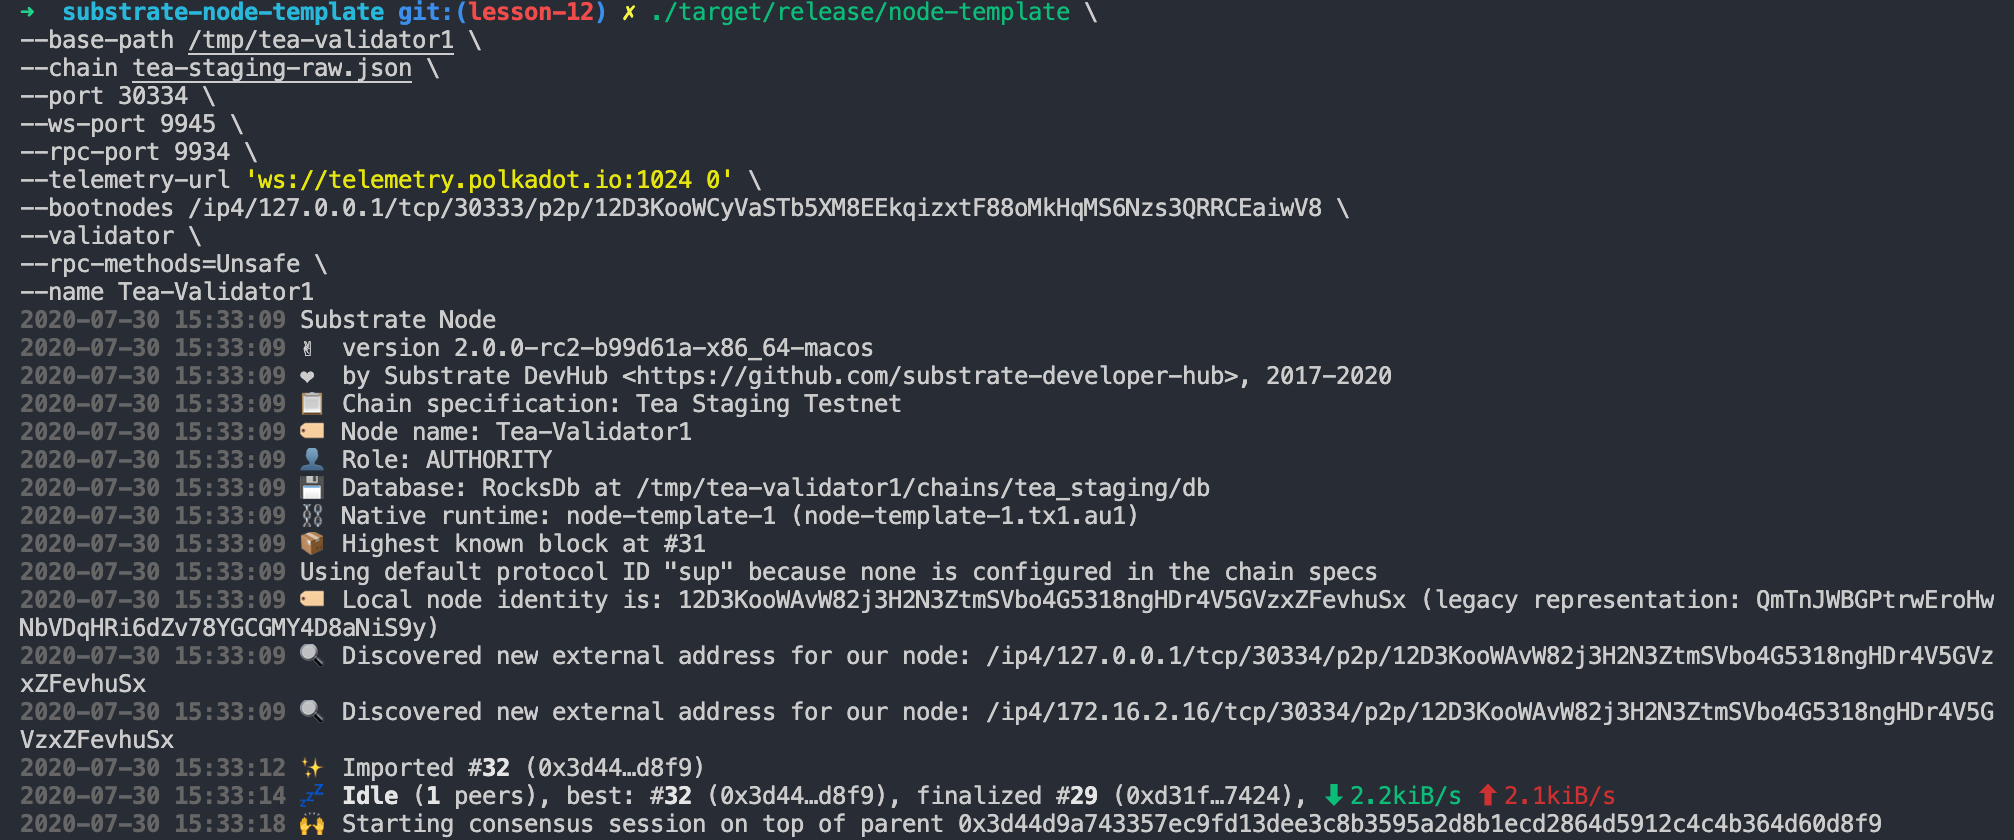 ➜  substrate-node-template git:(lesson-12) ✗ ./target/release/node-template \
--base-path /tmp/tea-validator1 \
--chain tea-staging-raw.json \
--port 30334 \
--ws-port 9945 \
--rpc-port 9934 \
--telemetry-url 'ws://telemetry.polkadot.io:1024 0' \
--bootnodes /ip4/127.0.0.1/tcp/30333/p2p/12D3KooWCyVaSTb5XM8EEkqizxtF88oMkHqMS6Nzs3QRRCEaiwV8 \
--validator \
--rpc-methods=Unsafe \
--name Tea-Validator1
2020-07-30 15:33:09 Substrate Node
2020-07-30 15:33:09 ✌️  version 2.0.0-rc2-b99d61a-x86_64-macos
2020-07-30 15:33:09 ❤️  by Substrate DevHub <https://github.com/substrate-developer-hub>, 2017-2020
2020-07-30 15:33:09 📋 Chain specification: Tea Staging Testnet
2020-07-30 15:33:09 🏷 Node name: Tea-Validator1
2020-07-30 15:33:09 👤 Role: AUTHORITY
2020-07-30 15:33:09 💾 Database: RocksDb at /tmp/tea-validator1/chains/tea_staging/db
2020-07-30 15:33:09 ⛓ Native runtime: node-template-1 (node-template-1.tx1.au1)
2020-07-30 15:33:09 📦 Highest known block at #31
2020-07-30 15:33:09 Using default protocol ID "sup" because none is configured in the chain specs
2020-07-30 15:33:09 🏷 Local node identity is: 12D3KooWAvW82j3H2N3ZtmSVbo4G5318ngHDr4V5GVzxZFevhuSx (legacy representation: QmTnJWBGPtrwEroHw
NbVDqHRi6dZv78YGCGMY4D8aNiS9y)
2020-07-30 15:33:09 🔍 Discovered new external address for our node: /ip4/127.0.0.1/tcp/30334/p2p/12D3KooWAvW82j3H2N3ZtmSVbo4G5318ngHDr4V5GVz
xZFevhuSx
2020-07-30 15:33:09 🔍 Discovered new external address for our node: /ip4/172.16.2.16/tcp/30334/p2p/12D3KooWAvW82j3H2N3ZtmSVbo4G5318ngHDr4V5G
VzxZFevhuSx
2020-07-30 15:33:12 ✨ Imported #32 (0x3d44…d8f9)
2020-07-30 15:33:14 💤 Idle (1 peers), best: #32 (0x3d44…d8f9), finalized #29 (0xd31f…7424), ⬇ 2.2kiB/s ⬆ 2.1kiB/s
2020-07-30 15:33:18 🙌 Starting consensus session on top of parent 0x3d44d9a743357ec9fd13dee3c8b3595a2d8b1ecd2864d5912c4c4b364d60d8f9